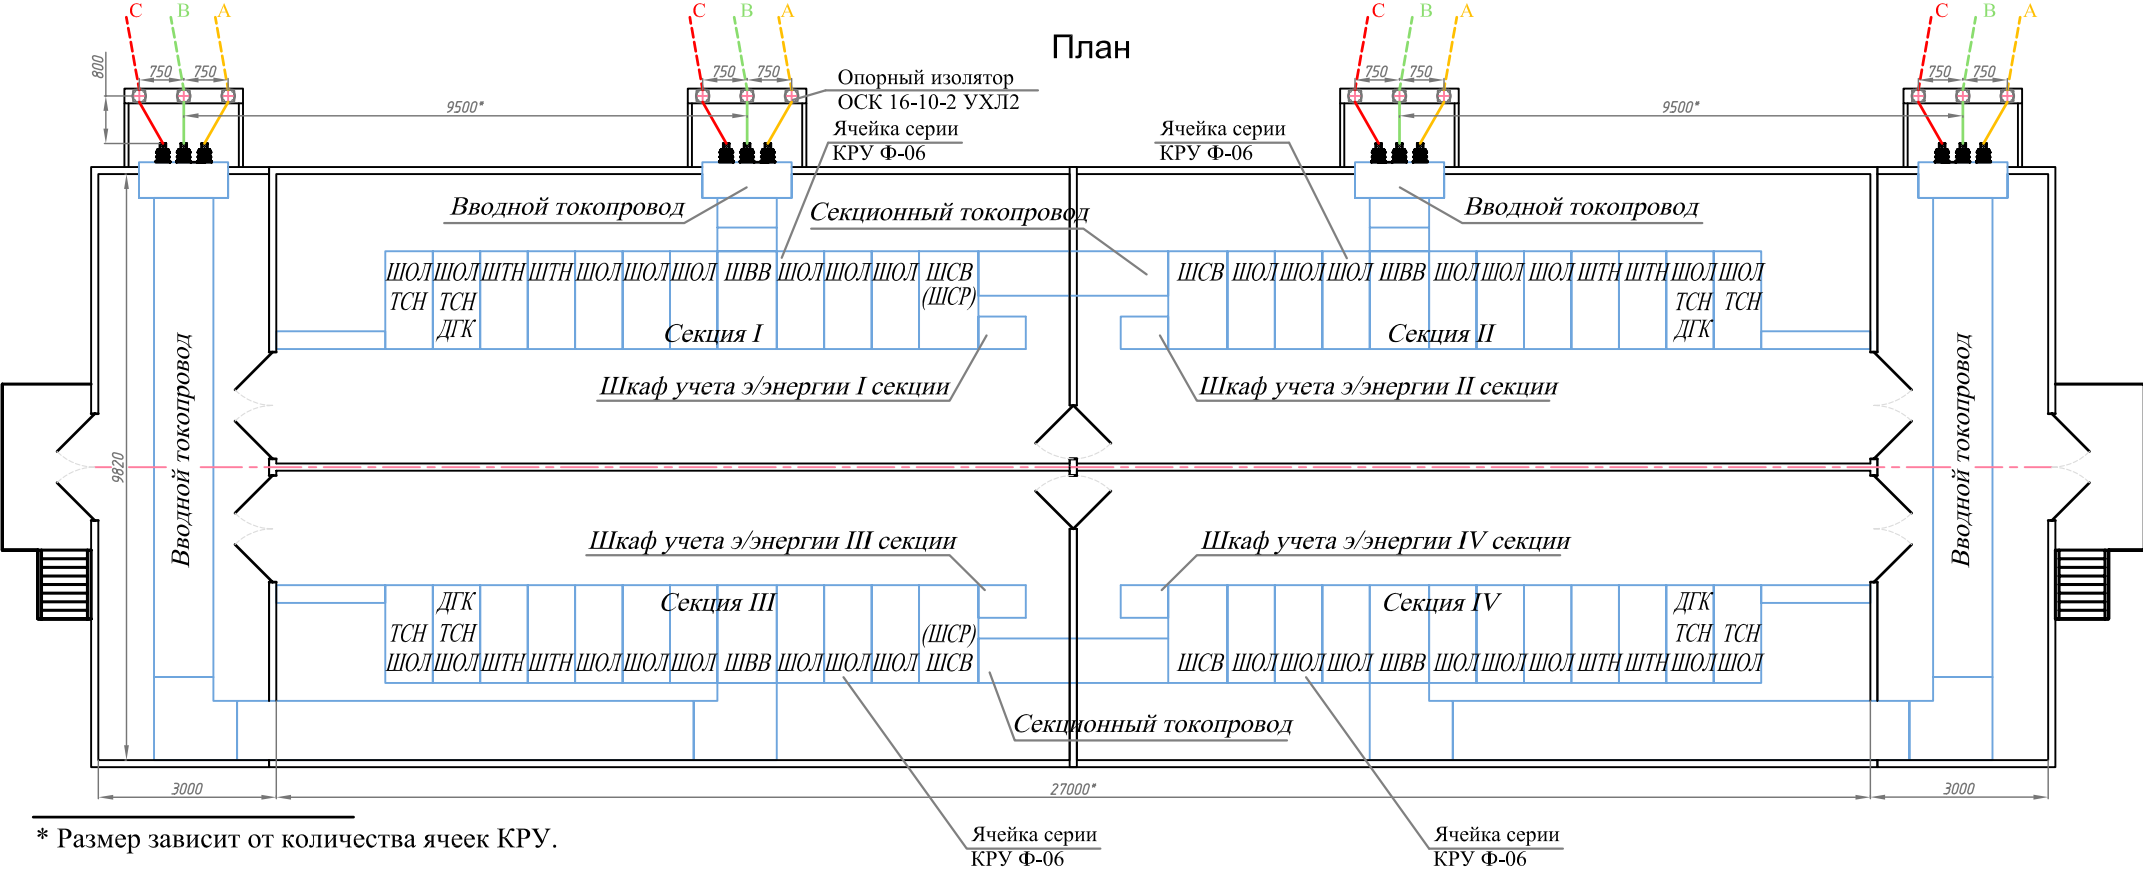 План
C B A
C B A
C B A
C B A
800
750 750
750 750
750 750
750 750
9500*
9500*
Опорный изолятор
ОСК 16-10-2 УХЛ2
Ячейка серии
КРУ Ф-06
Ячейка серии
КРУ Ф-06
Вводной токопровод
Секционный токопровод
Вводной токопровод
ШОЛ ШОЛ ШТН ШТН ШОЛ ШОЛ ШОЛ ШВВ ШОЛ ШОЛ ШОЛ ШСВ
ТСН ТСН (ШСР)
ДГК
Секция I
ШСВ ШОЛ ШОЛ ШОЛ ШВВ ШОЛ ШОЛ ШОЛ ШТН ШТН ШОЛ ШОЛ
ТСН ТСН
ДГК
Секция II
Шкаф учета э/энергии I секции
Шкаф учета э/энергии II секции
Вводной токопровод
9820
Вводной токопровод
Шкаф учета э/энергии III секции
Шкаф учета э/энергии IV секции
Секция III
ДГК
ТСН ТСН (ШСР)
ШОЛ ШОЛ ШТН ШТН ШОЛ ШОЛ ШОЛ ШВВ ШОЛ ШОЛ ШОЛ ШСВ
Секция IV
ДГК
ТСН ТСН
ШСВ ШОЛ ШОЛ ШОЛ ШВВ ШОЛ ШОЛ ШОЛ ШТН ШТН ШОЛ ШОЛ
Секционный токопровод
3000
27000*
3000
* Размер зависит от количества ячеек КРУ.
Ячейка серии
КРУ Ф-06
Ячейка серии
КРУ Ф-06